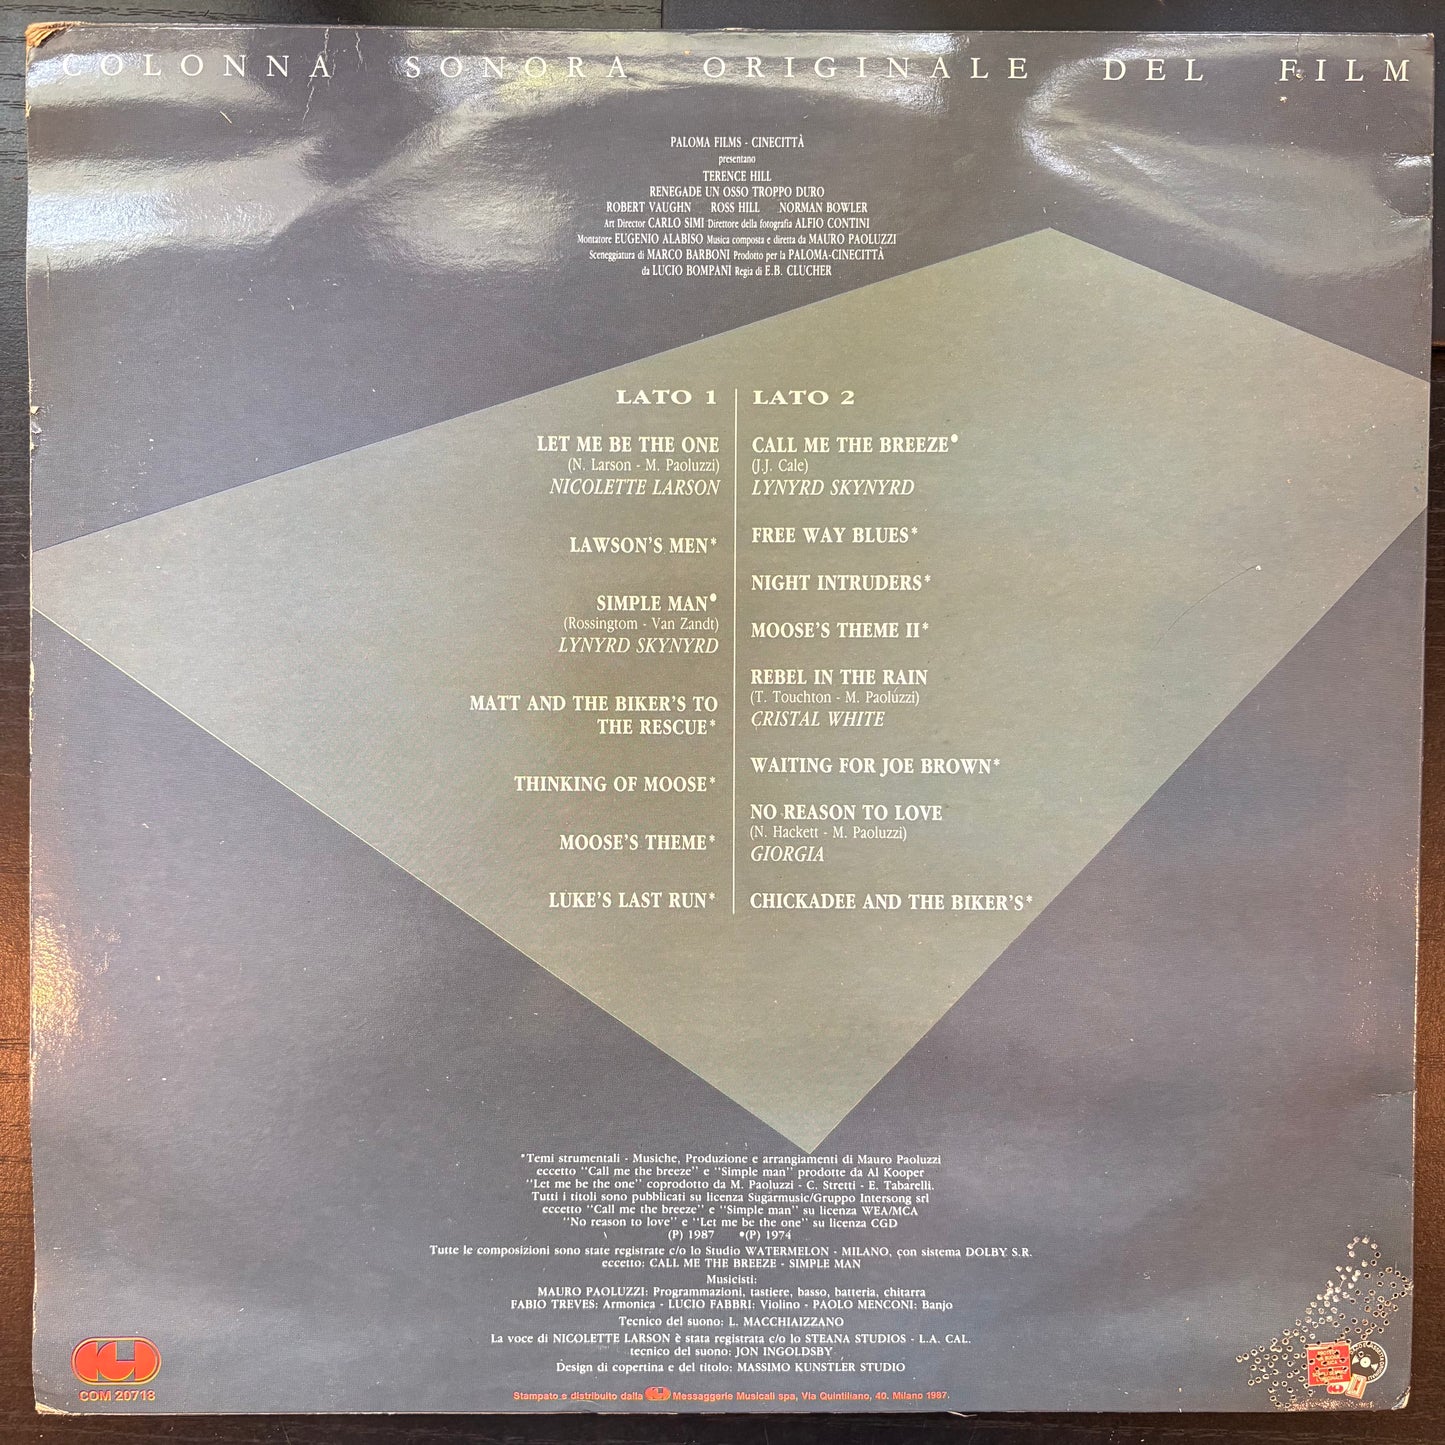 COLONNA SONORA ORIGINALE DEL FILM
PALOMA FILMS - CINECITTÀ
presentano
TERENCE HILL
RENEGADE UN OSSO TROPPO DURO
ROBERT VAUGHN ROSS HILL NORMAN BOWLER
Art Director CARLO SIMI Direttore della fotografia ALFIO CONTINI
Montatore EUGENIO ALABISO Musica composta e diretta da MAURO PAOLUZZI
Sceneggiatura di MARCO BARBONI Prodotto per la PALOMA-CINECITTÀ
da LUCIO BOMPANI Regia di E.B. CLUCHER
LATO 1
LET ME BE THE ONE
(N. Larson - M. Paoluzzi)
NICOLETTE LARSON
LAWSON'S MEN*
SIMPLE MAN•
(Rossingtom - Van Zandt)
LYNYRD SKYNYRD
MATT AND THE BIKER'S TO
THE RESCUE*
THINKING OF MOOSE*
MOOSE'S THEME*
LUKE'S LAST RUN*
LATO 2
CALL ME THE BREEZE•
(J.J. Cale)
LYNYRD SKYNYRD
FREE WAY BLUES*
NIGHT INTRUDERS*
MOOSE'S THEME II*
REBEL IN THE RAIN
(T. Touchton - M. Paoluzzi)
CRISTAL WHITE
WAITING FOR JOE BROWN*
NO REASON TO LOVE
(N. Hackett - M. Paoluzzi)
GIORGIA
CHICKADEE AND THE BIKER'S*
*Temi strumentali - Musiche, Produzione e arrangiamenti di Mauro Paoluzzi
eccetto "Call me the breeze" e "Simple man" prodotte da Al Kooper
"Let me be the one" coprodotto da M. Paoluzzi - C. Stretti - E. Tabarelli.
Tutti i titoli sono pubblicati su licenza Sugarmusic/Gruppo Intersong srl
eccetto "Call me the breeze" e "Simple man" su licenza WEA/MCA
"No reason to love" e "Let me be the one" su licenza CGD
(P) 1987 •(P) 1974
Tutte le composizioni sono state registrate c/o lo Studio WATERMELON - MILANO, con sistema DOLBY S.R.
eccetto: CALL ME THE BREEZE - SIMPLE MAN
Musicisti:
MAURO PAOLUZZI: Programmazioni, tastiere, basso, batteria, chitarra
FABIO TREVES: Armonica - LUCIO FABBRI: Violino - PAOLO MENCONI: Banjo
Tecnico del suono: L. MACCHIAIZZANO
La voce di NICOLETTE LARSON è stata registrata c/o lo STEANA STUDIOS - L.A. CAL.
tecnico del suono: JON INGOLDSBY
Design di copertina e del titolo: MASSIMO KUNSTLER STUDIO
COM 20718
Stampato e distribuito dalla Messaggerie Musicali spa, Via Quintiliano, 40. Milano 1987.